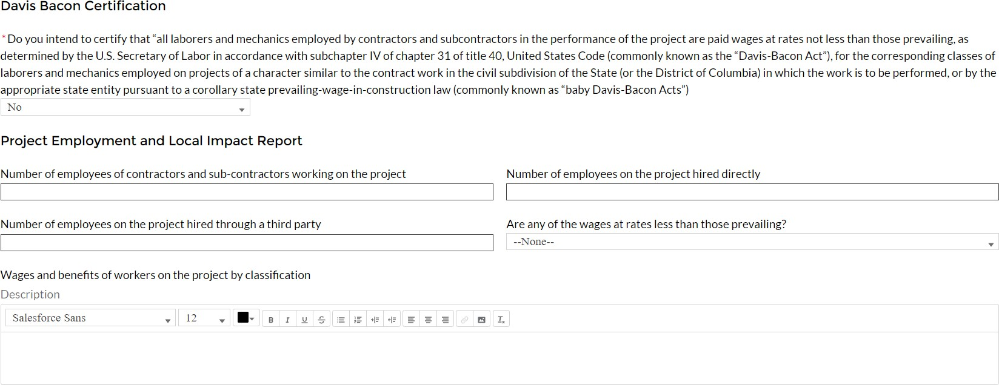 Davis Bacon Certification
*Do you intend to certify that “all laborers and mechanics employed by contractors and subcontractors in the performance of the project are paid wages at rates not less than those prevailing, as
determined by the U.S. Secretary of Labor in accordance with subchapter IV of chapter 31 of title 40, United States Code (commonly known as the “Davis-Bacon Act”), for the corresponding classes of
laborers and mechanics employed on projects of a character similar to the contract work in the civil subdivision of the State (or the District of Columbia) in which the work is to be performed, or by the
appropriate state entity pursuant to a corollary state prevailing-wage-in-construction law (commonly known as “baby Davis-Bacon Acts”)
No
Project Employment and Local Impact Report
Number of employees of contractors and sub-contractors working on the project
Number of employees on the project hired directly
Number of employees on the project hired through a third party
Are any of the wages at rates less than those prevailing?
--None--
Wages and benefits of workers on the project by classification
Description
Salesforce Sans 12 B I U S